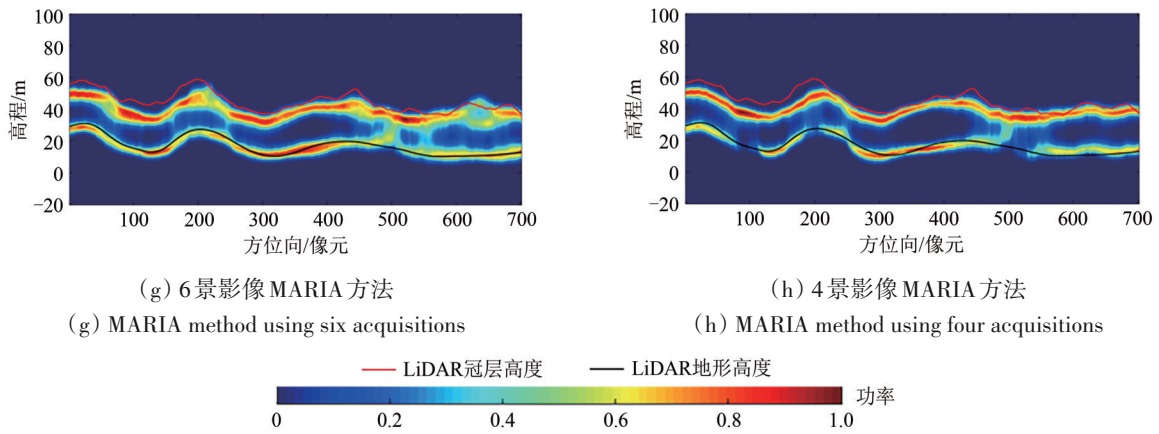 100
80
60
40
20
0
−20
高程/m
100 200 300 400 500 600 700
方位向/像元
(g) 6景影像MARIA方法
(g) MARIA method using six acquisitions
100
80
60
40
20
0
−20
高程/m
100 200 300 400 500 600 700
方位向/像元
(h) 4景影像MARIA方法
(h) MARIA method using four acquisitions
LiDAR冠层高度 LiDAR地形高度
功率
0 0.2 0.4 0.6 0.8 1.0